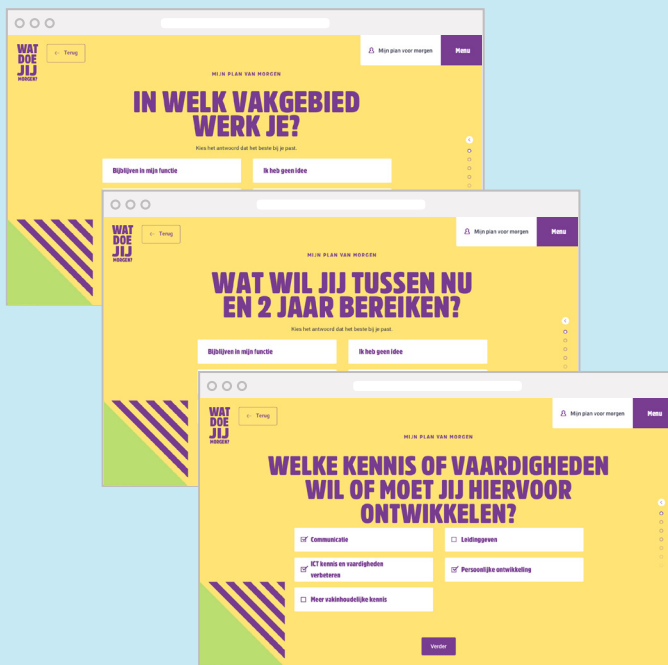 WAT
DOE
JIJ
MORGEN?
← Terug
Mijn plan voor morgen
Menu
MIJN PLAN VAN MORGEN
IN WELK VAKGEBIED
WERK JE?
Kies het antwoord dat het beste bij je past.
Bijblijven in mijn functie
Ik heb geen idee
WAT
DOE
JIJ
MORGEN?
← Terug
Mijn plan voor morgen
Menu
MIJN PLAN VAN MORGEN
WAT WIL JIJ TUSSEN NU
EN 2 JAAR BEREIKEN?
Kies het antwoord dat het beste bij je past.
Bijblijven in mijn functie
Ik heb geen idee
WAT
DOE
JIJ
MORGEN?
← Terug
Mijn plan voor morgen
Menu
MIJN PLAN VAN MORGEN
WELKE KENNIS OF VAARDIGHEDEN
WIL OF MOET JIJ HIERVOOR
ONTWIKKELEN?
Communicatie
Leidinggeven
ICT kennis en vaardigheden
verbeteren
Persoonlijke ontwikkeling
Meer vakinhoudelijke kennis
Verder